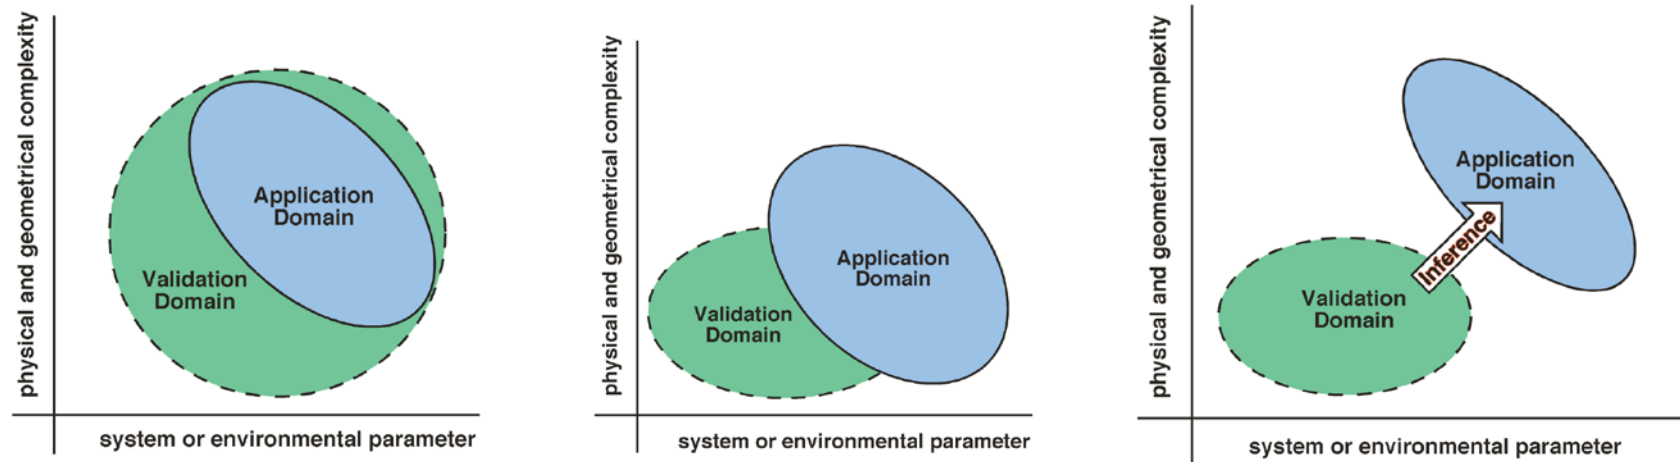 physical and geometrical complexity
Application
Domain
Validation
Domain
system or environmental parameter
physical and geometrical complexity
Application
Domain
Validation
Domain
system or environmental parameter
physical and geometrical complexity
Application
Domain
Inference
Validation
Domain
system or environmental parameter